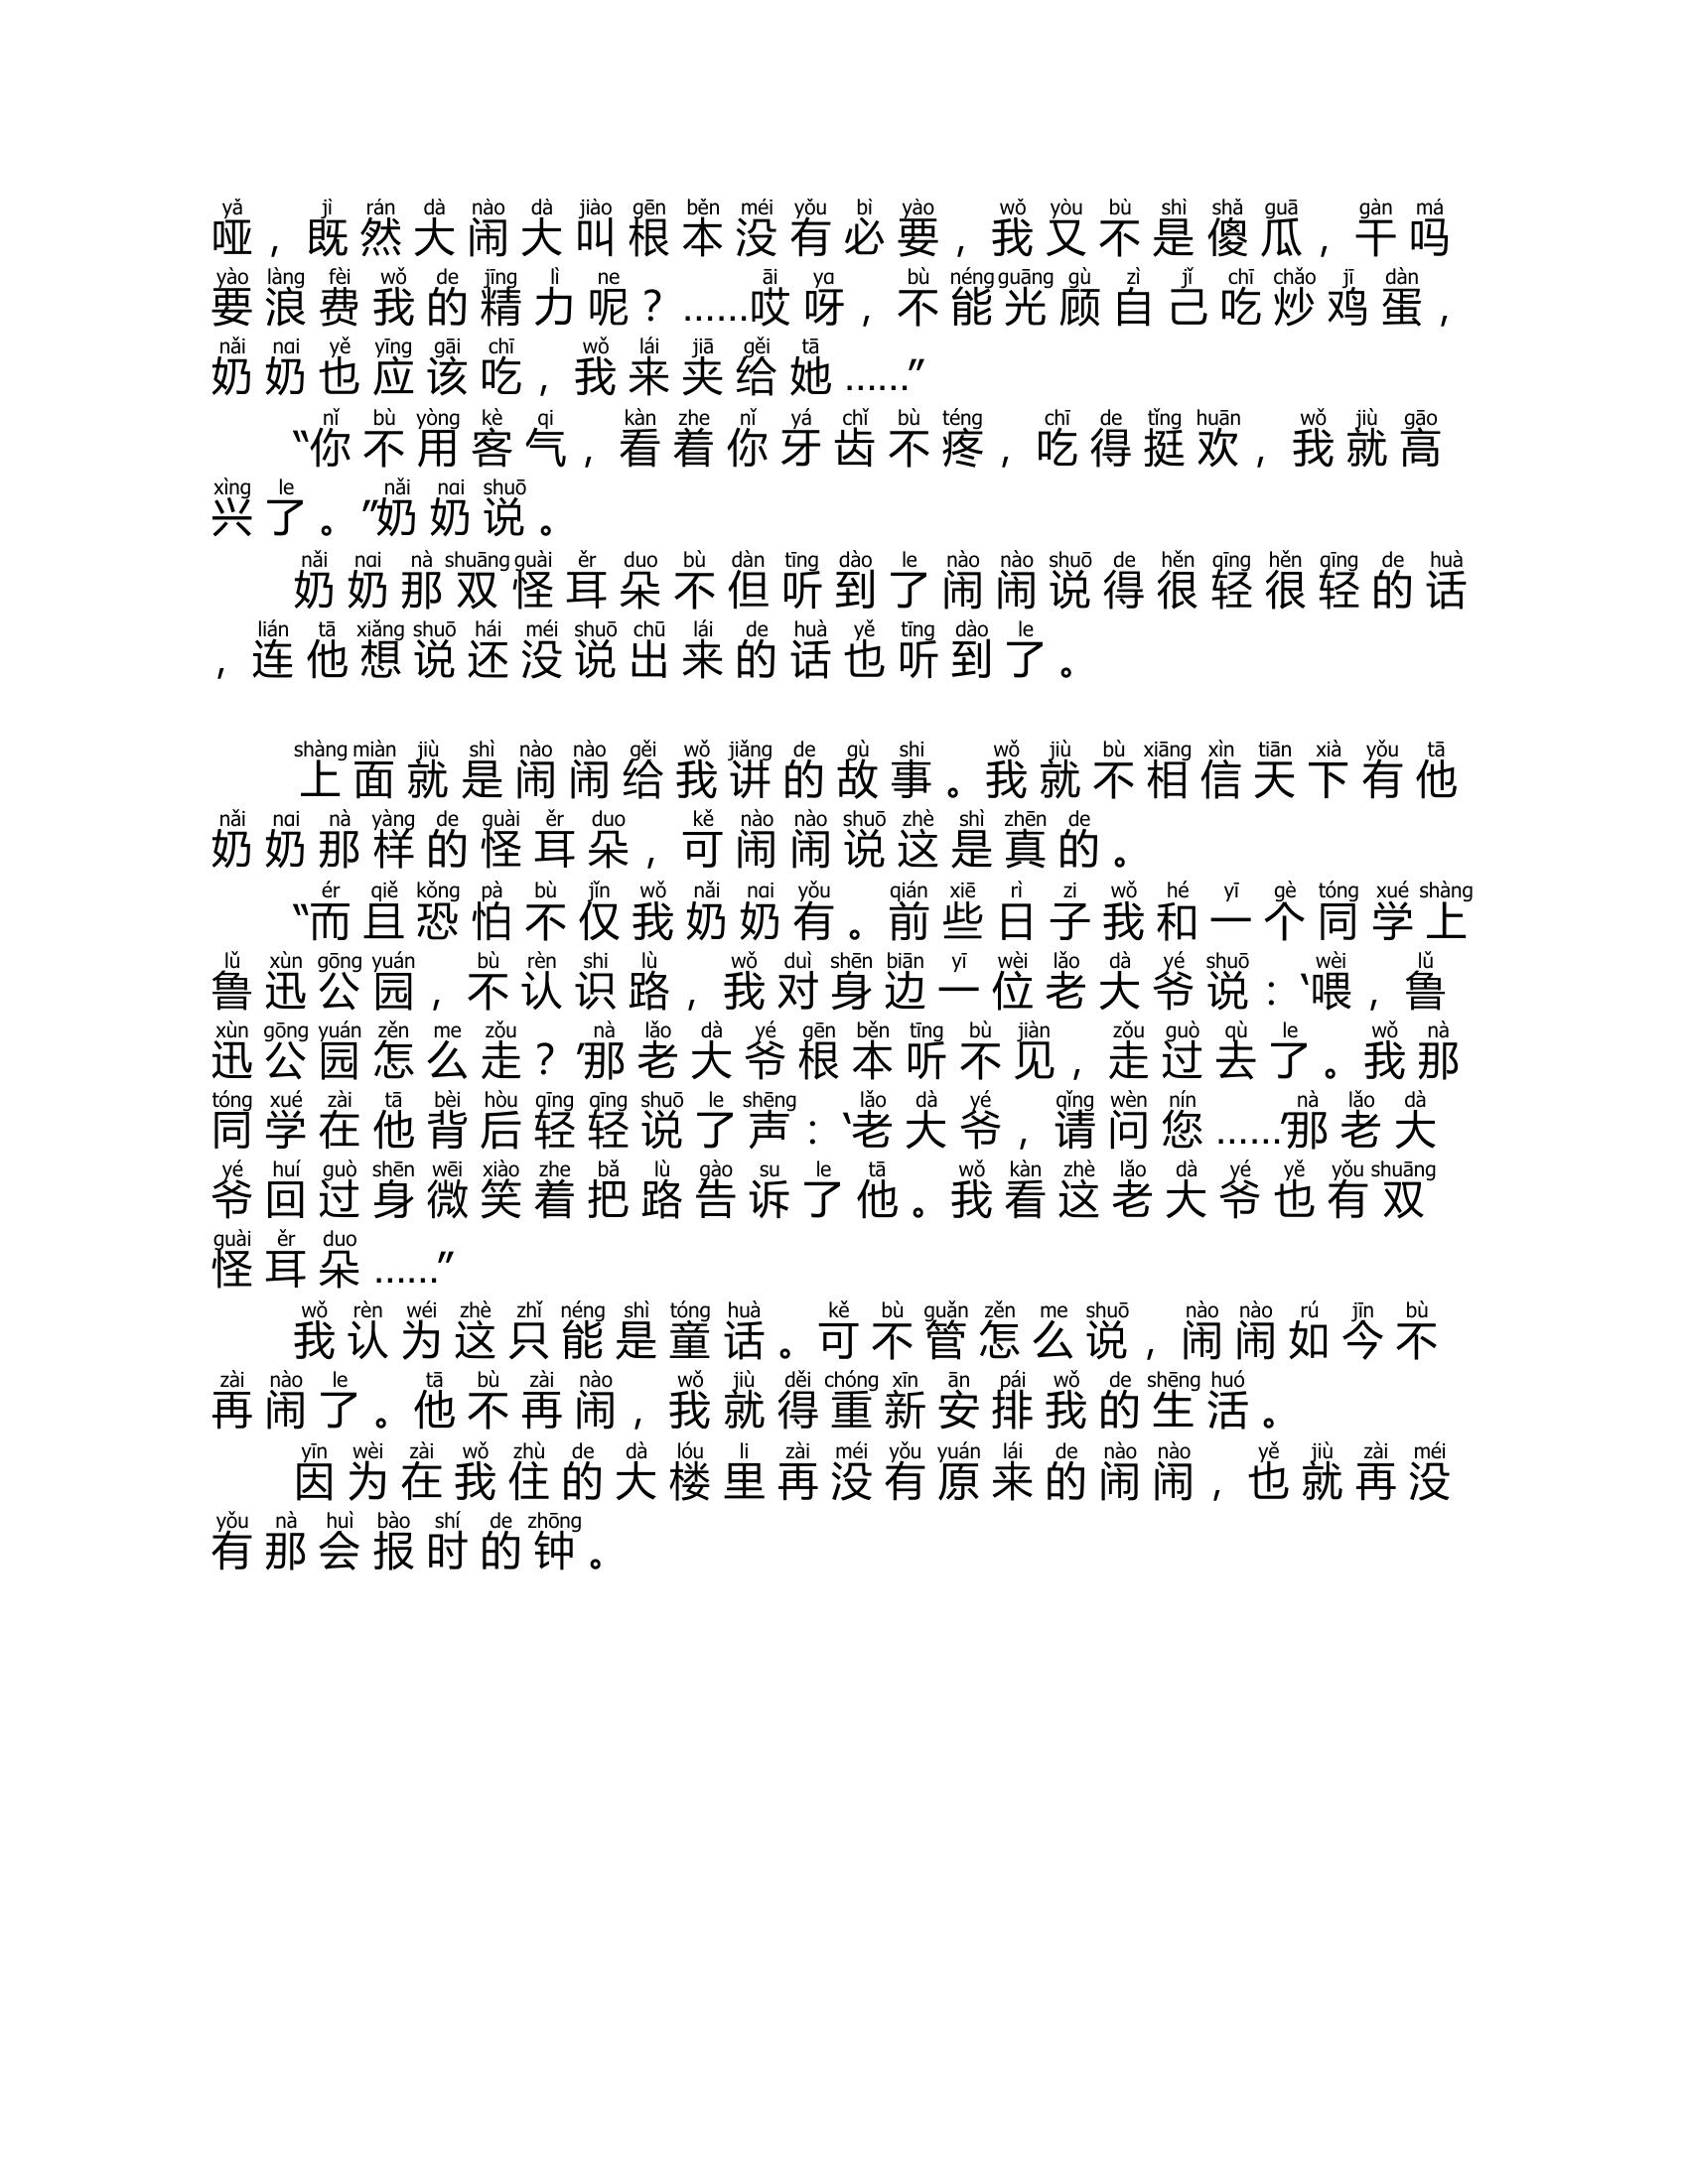 yǎ jì rán dà nào dà jiào gēn běn méi yǒu bì yào wǒ yòu bù shì shǎ guā gàn má
哑，既然大闹大叫根本没有必要，我又不是傻瓜，干吗
yào làng fèi wǒ de jīng lì ne āi ya bù néng guāng gù zì jǐ chī chǎo jī dàn
要浪费我的精力呢？……哎呀，不能光顾自己吃炒鸡蛋，
nǎi nai yě yīng gāi chī wǒ lái jiā gěi tā
奶奶也应该吃，我来夹给她……”
nǐ bù yòng kè qi kàn zhe nǐ yá chǐ bù téng chī de tǐng huān wǒ jiù gāo
“你不用客气，看着你牙齿不疼，吃得挺欢，我就高
xìng le nǎi nai shuō
兴了。”奶奶说。
nǎi nai nà shuāng guài ěr duo bù dàn tīng dào le nào nào shuō de hěn qīng hěn qīng de huà
奶奶那双怪耳朵不但听到了闹闹说得很轻很轻的话
lián tā xiǎng shuō hái méi shuō chū lái de huà yě tīng dào le
，连他想说还没说出来的话也听到了。
shàng miàn jiù shì nào nào gěi wǒ jiǎng de gù shi wǒ jiù bù xiāng xìn tiān xià yǒu tā
上面就是闹闹给我讲的故事。我就不相信天下有他
nǎi nai nà yàng de guài ěr duo kě nào nào shuō zhè shì zhēn de
奶奶那样的怪耳朵，可闹闹说这是真的。
ér qiě kǒng pà bù jǐn wǒ nǎi nai yǒu qián xiē rì zi wǒ hé yī gè tóng xué shàng
“而且恐怕不仅我奶奶有。前些日子我和一个同学上
lǔ xùn gōng yuán bù rèn shi lù wǒ duì shēn biān yī wèi lǎo dà yé shuō wèi lǔ
鲁迅公园，不认识路，我对身边一位老大爷说：‘喂，鲁
xùn gōng yuán zěn me zǒu nà lǎo dà yé gēn běn tīng bù jiàn zǒu guò qù le wǒ nà
迅公园怎么走？’那老大爷根本听不见，走过去了。我那
tóng xué zài tā bèi hòu qīng qīng shuō le shēng lǎo dà yé qǐng wèn nín nà lǎo dà
同学在他背后轻轻说了声：‘老大爷，请问您……’那老大
yé huí guò shēn wēi xiào zhe bǎ lù gào su le tā wǒ kàn zhè lǎo dà yé yě yǒu shuāng
爷回过身微笑着把路告诉了他。我看这老大爷也有双
guài ěr duo
怪耳朵……”
wǒ rèn wéi zhè zhǐ néng shì tóng huà kě bù guǎn zěn me shuō nào nào rú jīn bù
我认为这只能是童话。可不管怎么说，闹闹如今不
zài nào le tā bù zài nào wǒ jiù děi chóng xīn ān pái wǒ de shēng huó
再闹了。他不再闹，我就得重新安排我的生活。
yīn wèi zài wǒ zhù de dà lóu li zài méi yǒu yuán lái de nào nào yě jiù zài méi
因为在我住的大楼里再没有原来的闹闹，也就再没
yǒu nà huì bào shí de zhōng
有那会报时的钟。